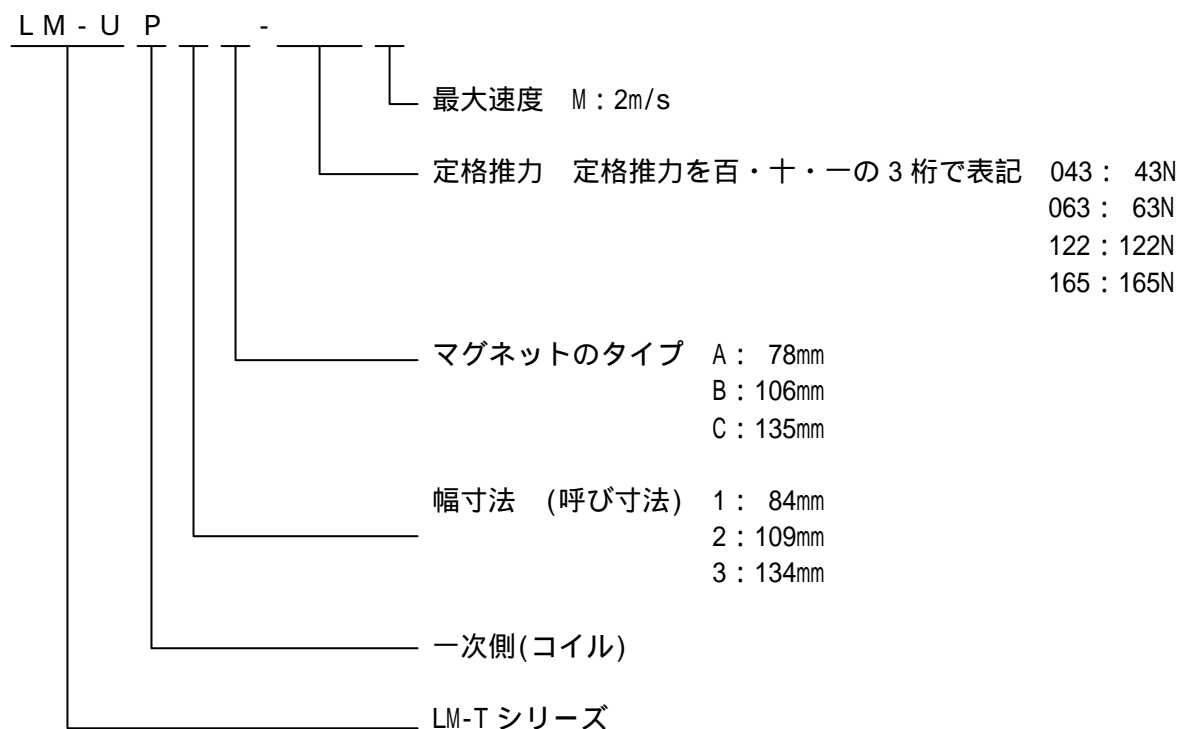 LM-UP -
最大速度 M:2m/s
定格推力 定格推力を百・十・一の3桁で表記 043: 43N
063: 63N
122:122N
165:165N
マグネットのタイプ A: 78mm
B:106mm
C:135mm
幅寸法 (呼び寸法) 1: 84mm
2:109mm
3:134mm
一次側(コイル)
LM-Tシリーズ